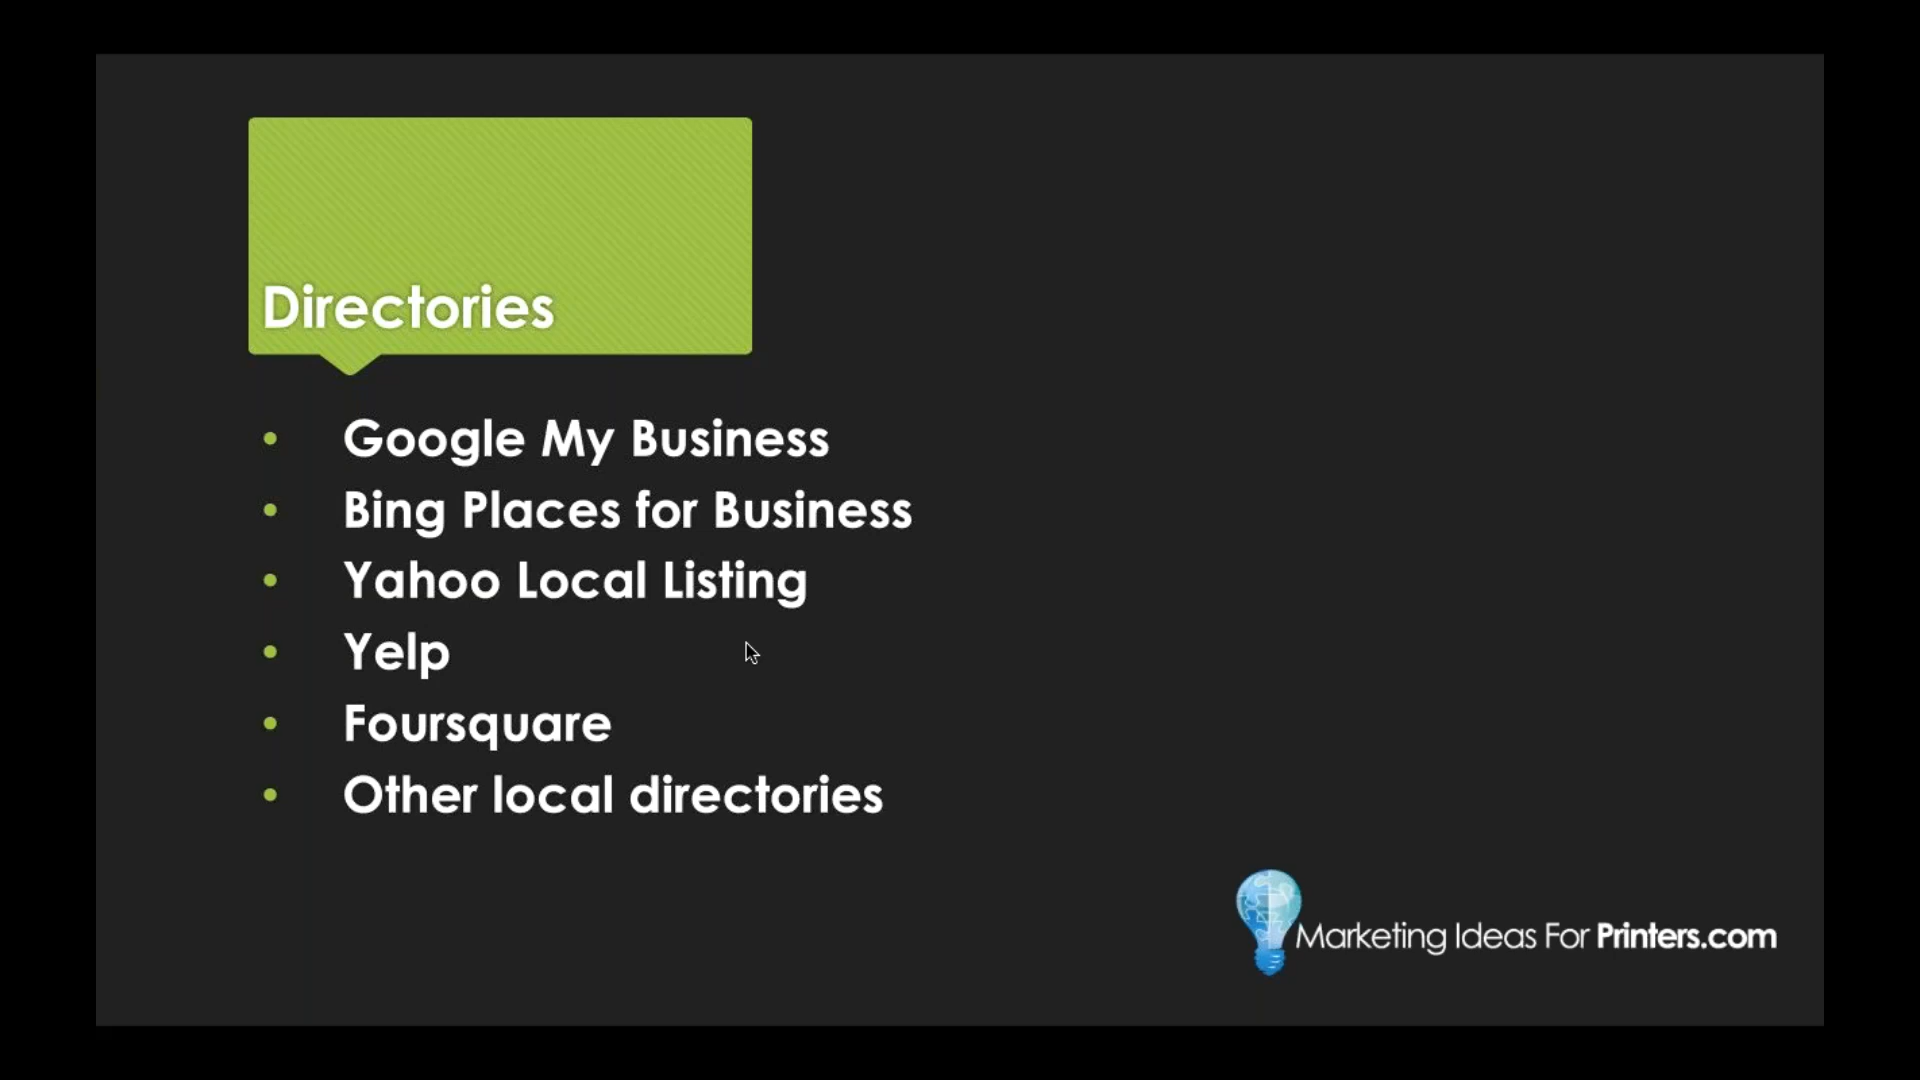 Directories
• Google My Business
• Bing Places for Business
• Yahoo Local Listing
• Yelp
• Foursquare
• Other local directories
Marketing Ideas For Printers.com